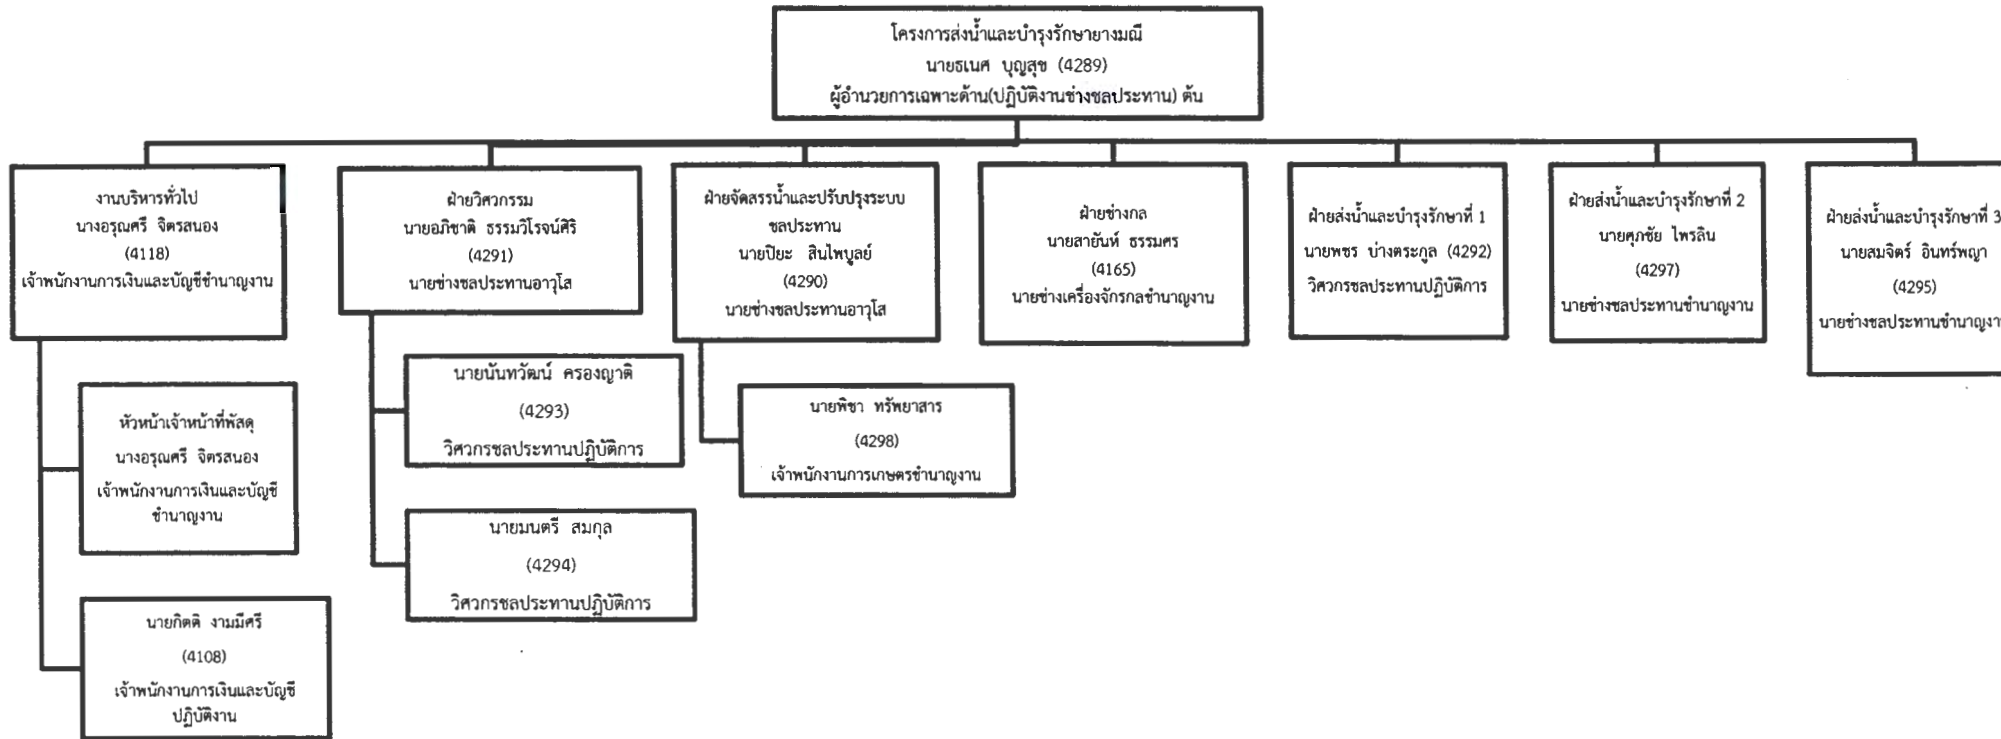 โครงการส่งน้ำและบำรุงรักษายางมณี
นายธเนศ บุญสุข (4289)
ผู้อำนวยการเฉพาะด้าน(ปฏิบัติงานช่างชลประทาน) ต้น
งานบริหารทั่วไป
นางอรุณศรี จิตรสนอง
(4118)
เจ้าพนักงานการเงินและบัญชีชำนาญงาน
หัวหน้าเจ้าหน้าที่พัสดุ
นางอรุณศรี จิตรสนอง
เจ้าพนักงานการเงินและบัญชี
ชำนาญงาน
นายกิตติ งามมีศรี
(4108)
เจ้าพนักงานการเงินและบัญชี
ปฏิบัติงาน
ฝ่ายวิศวกรรม
นายอภิชาติ ธรรมวิโรจน์ศิริ
(4291)
นายช่างชลประทานอาวุโส
นายนันทวัฒน์ ครองญาติ
(4293)
วิศวกรชลประทานปฏิบัติการ
นายมนตรี สมกุล
(4294)
วิศวกรชลประทานปฏิบัติการ
ฝ่ายจัดสรรน้ำและปรับปรุงระบบ
ชลประทาน
นายปิยะ สินไพบูลย์
(4290)
นายช่างชลประทานอาวุโส
นายพิชา ทรัพยาสาร
(4298)
เจ้าพนักงานการเกษตรชำนาญงาน
ฝ่ายช่างกล
นายสายันห์ ธรรมศร
(4165)
นายช่างเครื่องจักรกลชำนาญงาน
ฝ่ายส่งน้ำและบำรุงรักษาที่ 1
นายพชร บ่างตระกูล (4292)
วิศวกรชลประทานปฏิบัติการ
ฝ่ายส่งน้ำและบำรุงรักษาที่ 2
นายศุภชัย ไพรลิน
(4297)
นายช่างชลประทานชำนาญงาน
ฝ่ายส่งน้ำและบำรุงรักษาที่ 3
นายสมจิตร์ อินทร์พญา
(4295)
นายช่างชลประทานชำนาญงา